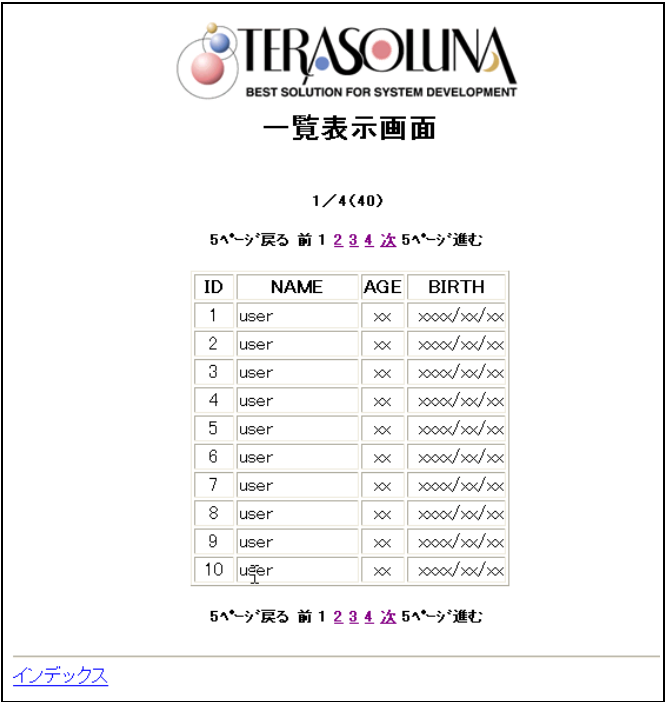 TERASOLUNA
BEST SOLUTION FOR SYSTEM DEVELOPMENT
一覧表示画面
1／4(40)
5ﾍﾟｰｼﾞ戻る 前 1 2 3 4 次 5ﾍﾟｰｼﾞ進む
ID NAME AGE BIRTH
1 user xx xxxx/xx/xx
2 user xx xxxx/xx/xx
3 user xx xxxx/xx/xx
4 user xx xxxx/xx/xx
5 user xx xxxx/xx/xx
6 user xx xxxx/xx/xx
7 user xx xxxx/xx/xx
8 user xx xxxx/xx/xx
9 user xx xxxx/xx/xx
10 user xx xxxx/xx/xx
5ﾍﾟｰｼﾞ戻る 前 1 2 3 4 次 5ﾍﾟｰｼﾞ進む
インデックス